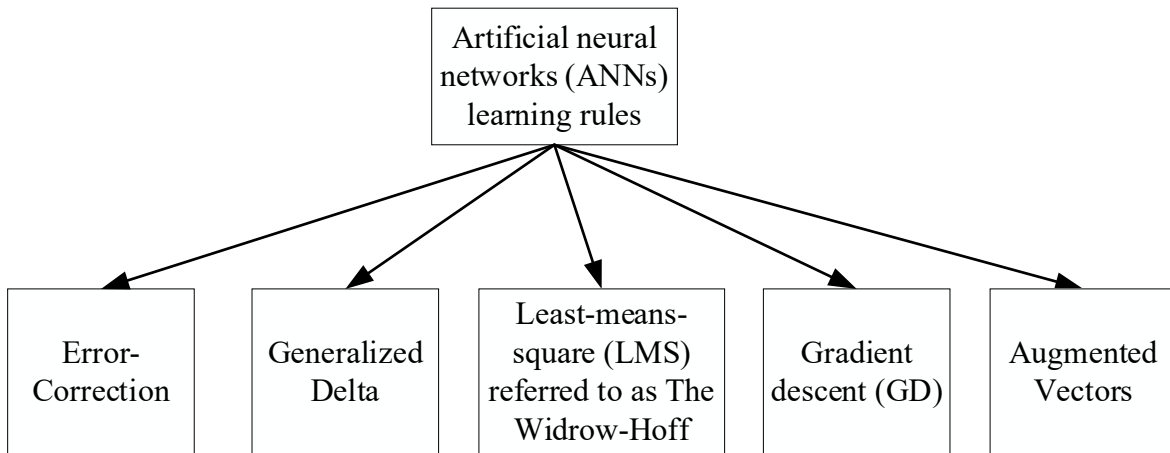 Artificial neural
networks (ANNs)
learning rules
Error-
Correction
Generalized
Delta
Least-means-
square (LMS)
referred to as The
Widrow-Hoff
Gradient
descent (GD)
Augmented
Vectors